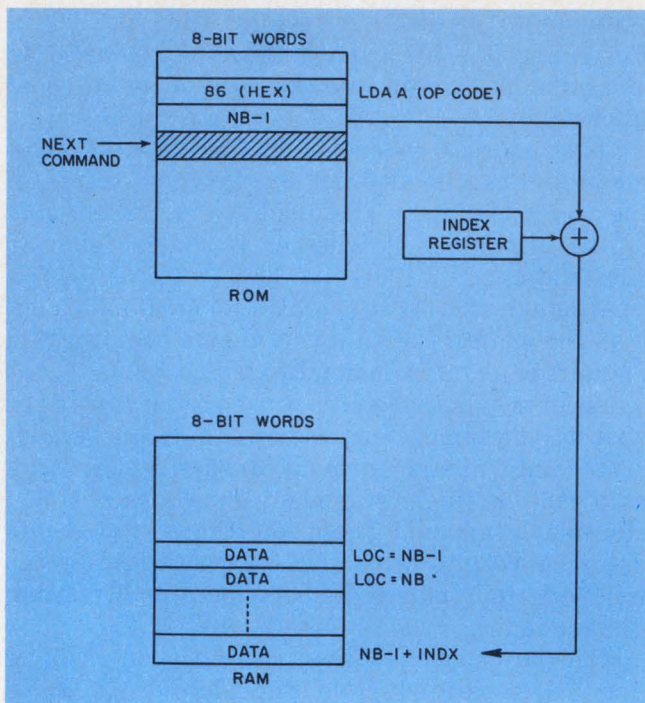 8-BIT WORDS
86 (HEX)
LDA A (OP CODE)
NB-1
NEXT
COMMAND
INDEX
REGISTER
+
ROM
8-BIT WORDS
DATA
LOC = NB-1
DATA
LOC = NB
DATA
NB-1 + INDX
RAM